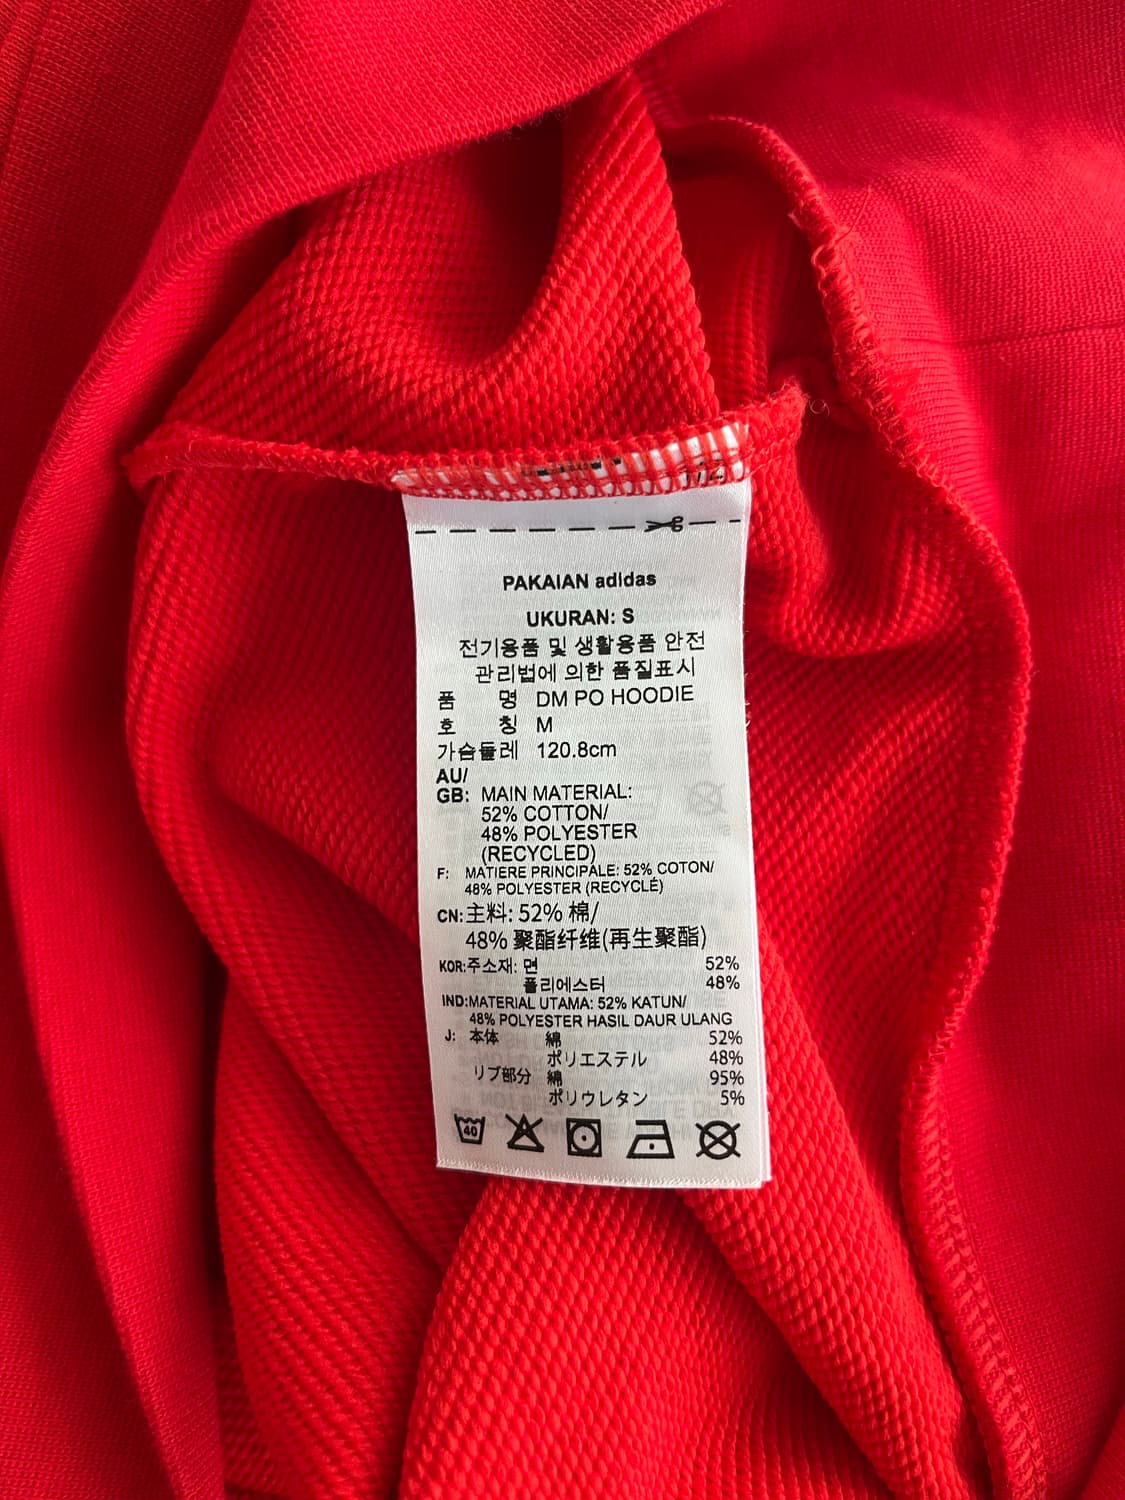 PAKAIAN adidas
UKURAN: S
전기용품 및 생활용품 안전
관리법에 의한 품질표시
품 명 DM PO HOODIE
호 칭 M
가슴둘레 120.8cm
AU/
GB: MAIN MATERIAL:
52% COTTON/
48% POLYESTER
(RECYCLED)
F: MATIERE PRINCIPALE: 52% COTON/
48% POLYESTER (RECYCLÉ)
CN: 主料: 52% 棉/
48% 聚酯纤维(再生聚酯)
KOR: 주소재: 면 52%
폴리에스터 48%
IND: MATERIAL UTAMA: 52% KATUN/
48% POLYESTER HASIL DAUR ULANG
J: 本体 綿 52%
ポリエステル 48%
リブ部分 綿 95%
ポリウレタン 5%
40